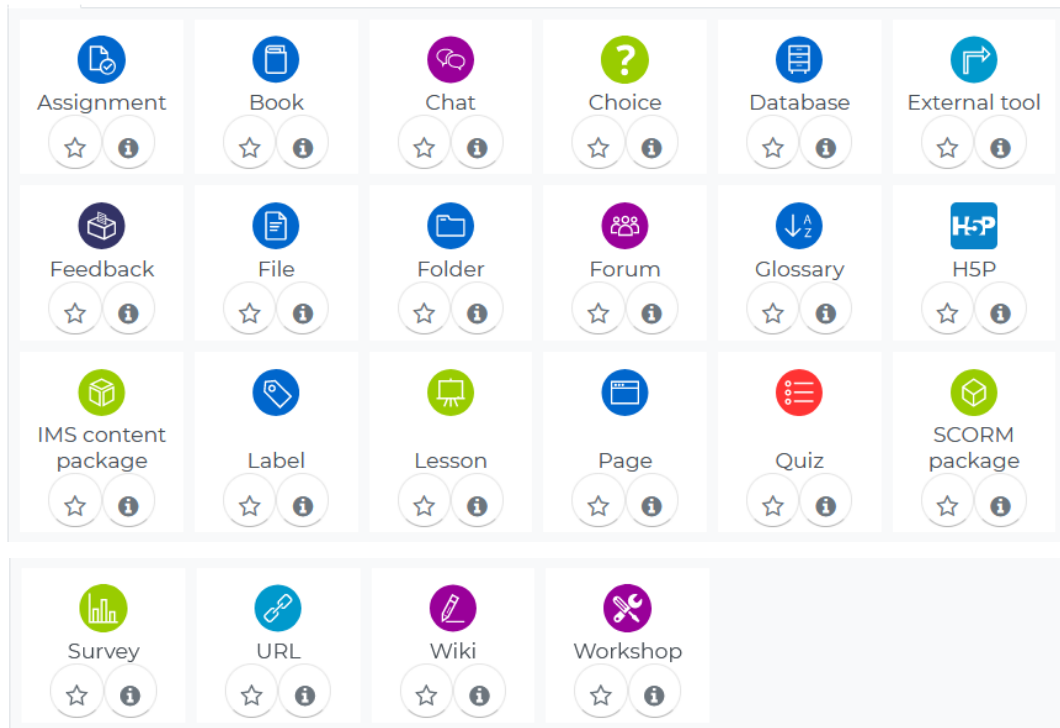 Assignment
Book
Chat
Choice
Database
External tool
Feedback
File
Folder
Forum
A
Z
Glossary
H5P
H5P
IMS content
package
Label
Lesson
Page
Quiz
SCORM
package
Survey
URL
Wiki
Workshop